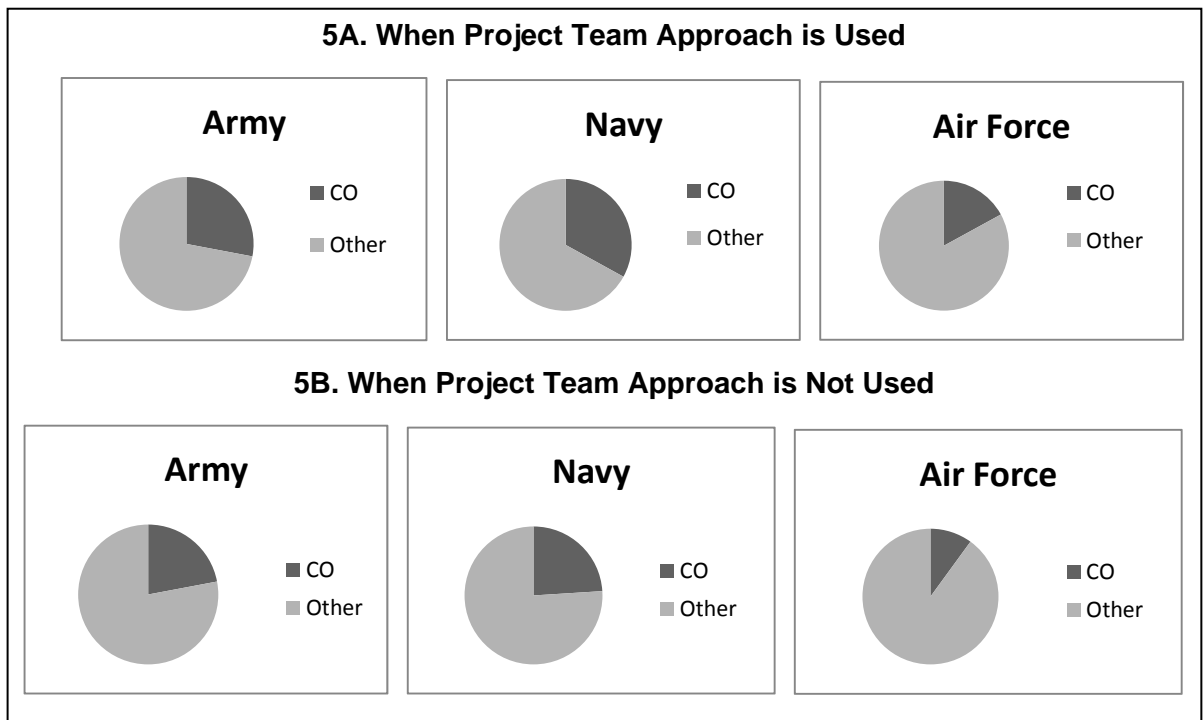 5A. When Project Team Approach is Used
Army
CO
Other
Navy
CO
Other
Air Force
CO
Other
5B. When Project Team Approach is Not Used
Army
CO
Other
Navy
CO
Other
Air Force
CO
Other